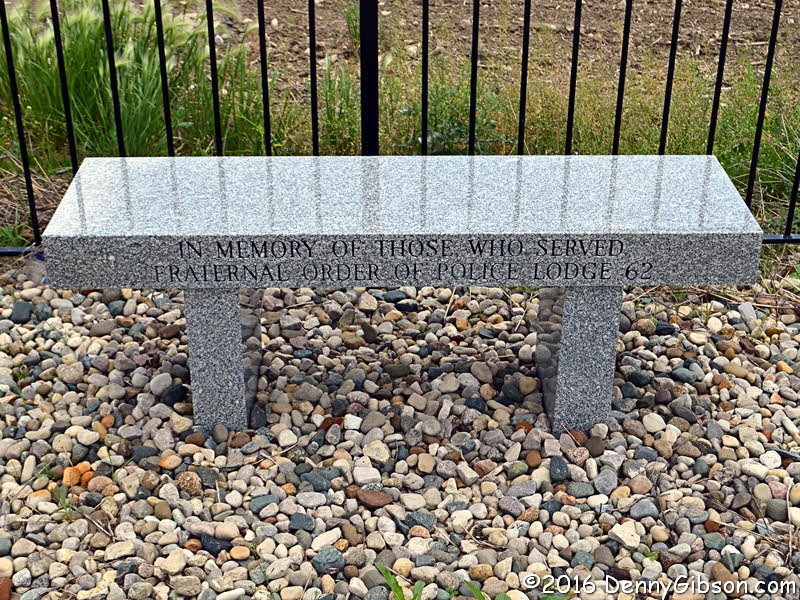 IN MEMORY OF THOSE WHO SERVED
FRATERNAL ORDER OF POLICE LODGE 62
©2016 DennyGibson.com